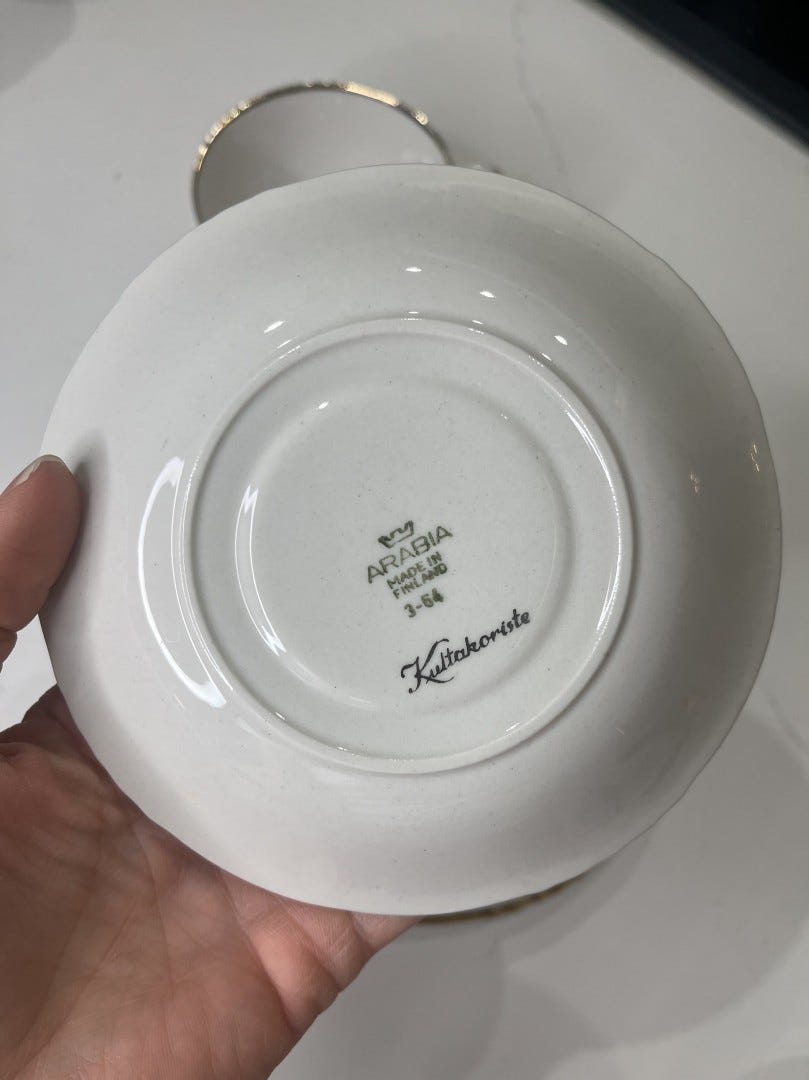 ARABIA
MADE IN
FINLAND
3-64
Kultakoriste